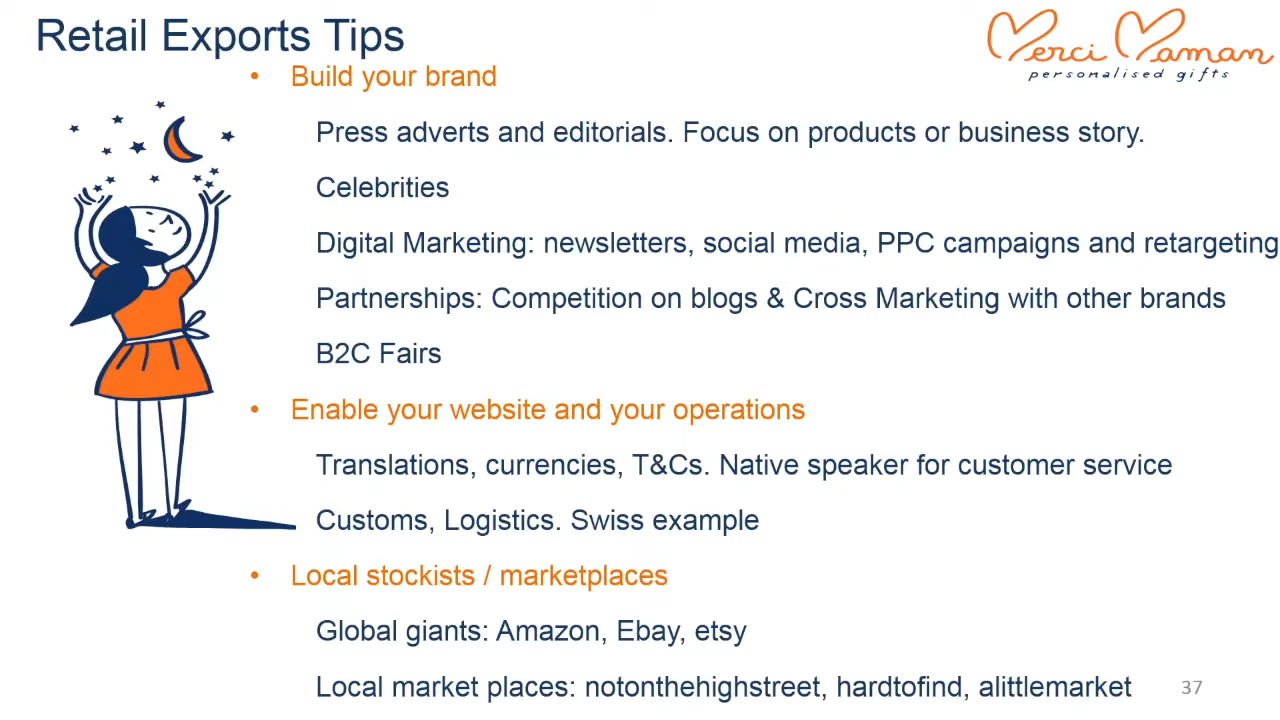 Retail Exports Tips
Merci Maman
personalised gifts
• Build your brand
Press adverts and editorials. Focus on products or business story.
Celebrities
Digital Marketing: newsletters, social media, PPC campaigns and retargeting
Partnerships: Competition on blogs & Cross Marketing with other brands
B2C Fairs
• Enable your website and your operations
Translations, currencies, T&Cs. Native speaker for customer service
Customs, Logistics. Swiss example
• Local stockists / marketplaces
Global giants: Amazon, Ebay, etsy
Local market places: notonthehighstreet, hardtofind, alittlemarket
37